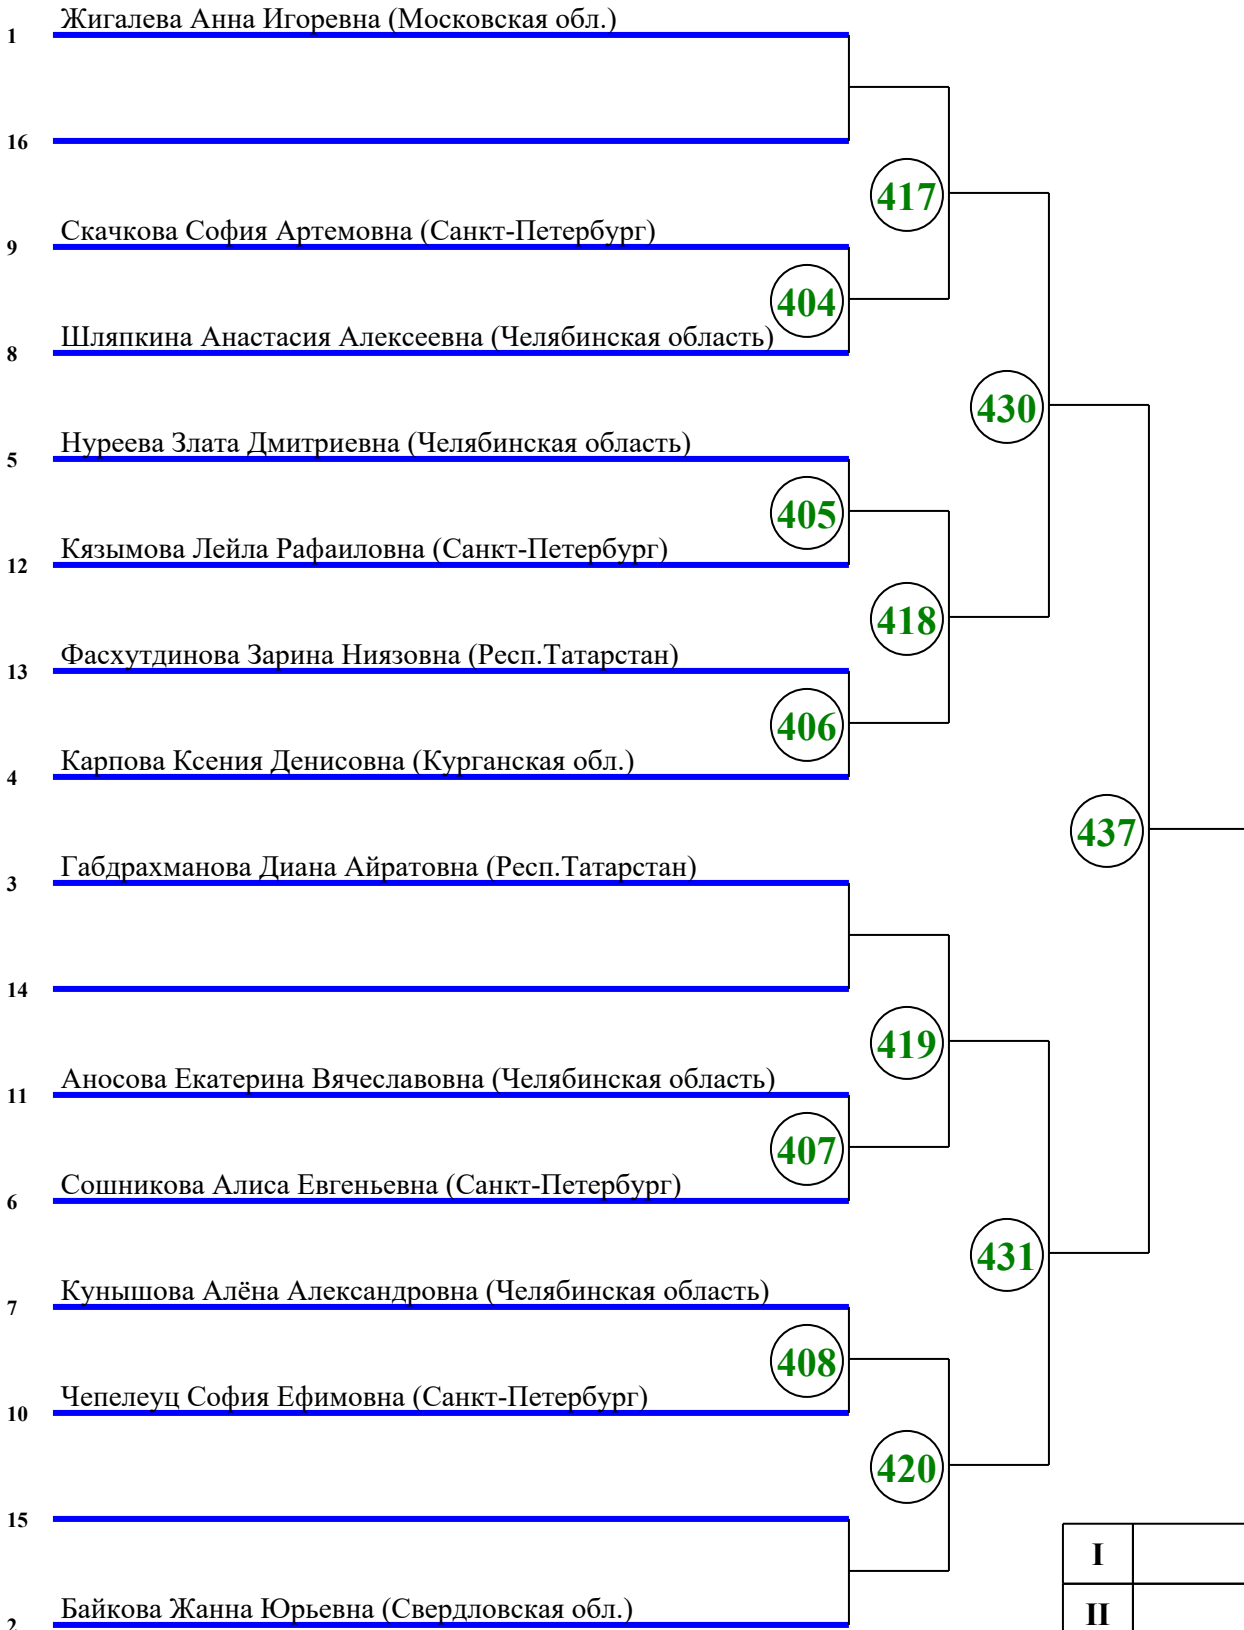 1 Жигалева Анна Игоревна (Московская обл.)
16
417
9 Скачкова София Артемовна (Санкт-Петербург)
404
8 Шляпкина Анастасия Алексеевна (Челябинская область)
430
5 Нуреева Злата Дмитриевна (Челябинская область)
405
12 Кязымова Лейла Рафаиловна (Санкт-Петербург)
418
13 Фасхутдинова Зарина Ниязовна (Респ.Татарстан)
406
4 Карпова Ксения Денисовна (Курганская обл.)
437
3 Габдрахманова Диана Айратовна (Респ.Татарстан)
14
419
11 Аносова Екатерина Вячеславовна (Челябинская область)
407
6 Сошникова Алиса Евгеньевна (Санкт-Петербург)
431
7 Кунышова Алёна Александровна (Челябинская область)
408
10 Чепелеуц София Ефимовна (Санкт-Петербург)
420
15
I
2 Байкова Жанна Юрьевна (Свердловская обл.)
II